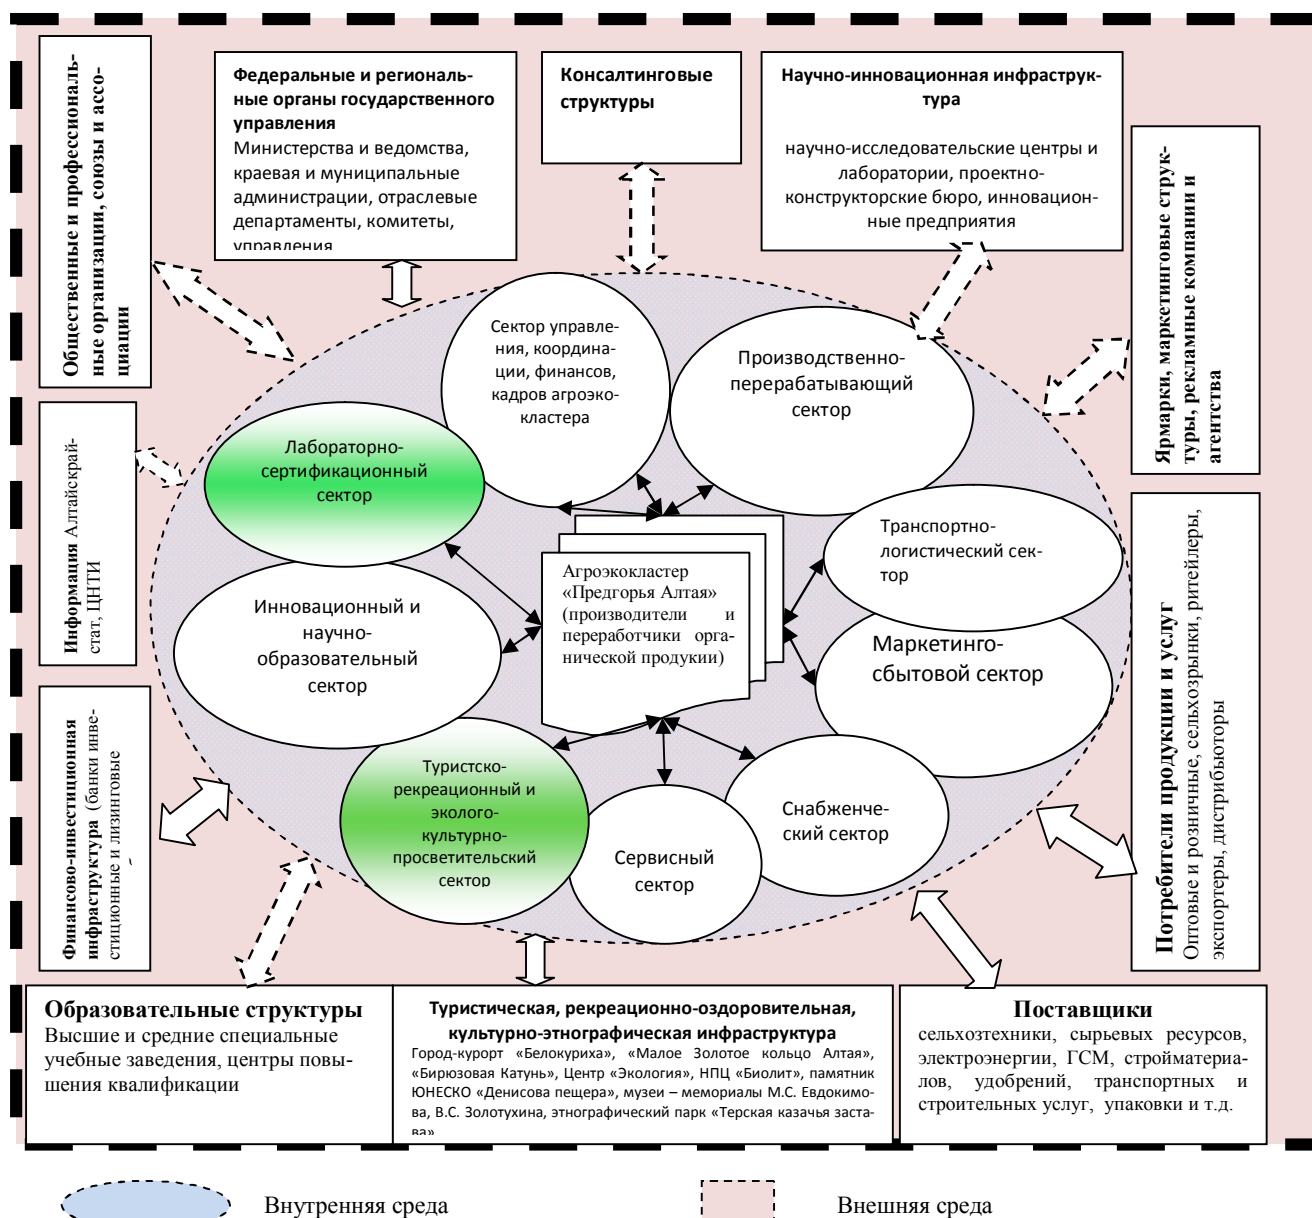 Общественные и профессиональ-
ные организации, союзы и ассо-
циации
Федеральные и региональ-
ные органы государственного
управления
Министерства и ведомства,
краевая и муниципальные
администрации, отраслевые
департаменты, комитеты,
управления
Консалтинговые
структуры
Научно-инновационная инфраструк-
тура
научно-исследовательские центры и
лаборатории, проектно-
конструкторские бюро, инновацион-
ные предприятия
Ярмарки, маркетинговые струк-
туры, рекламные компании и
агентства
Информация Алтайскрай-
стат, ЦНТИ
Сектор управле-
ния, координа-
ции, финансов,
кадров агроэко-
кластера
Производственно-
перерабатывающий
сектор
Лабораторно-
сертификационный
сектор
Транспортно-
логистический сек-
тор
Агроэкокластер
«Предгорья Алтая»
(производители и
переработчики орга-
нической продукии)
Инновационный и
научно-
образовательный
сектор
Маркетинго-
сбытовой сектор
Потребители продукции и услуг
Оптовые и розничные, сельхозрынки, ритейлеры,
экспортеры, дистрибьюторы
Финансово-инвестиционная
инфраструктура (банки инве-
стиционные и лизинговые
Туристско-
рекреационный и
эколого-
культурно-
просветительский
сектор
Сервисный
сектор
Снабженче-
ский сектор
Образовательные структуры
Высшие и средние специальные
учебные заведения, центры повы-
шения квалификации
Туристическая, рекреационно-оздоровительная,
культурно-этнографическая инфраструктура
Город-курорт «Белокуриха», «Малое Золотое кольцо Алтая»,
«Бирюзовая Катунь», Центр «Экология», НПЦ «Биолит», памятник
ЮНЕСКО «Денисова пещера», музеи – мемориалы М.С. Евдокимо-
ва, В.С. Золотухина, этнографический парк «Терская казачья заста-
ва»
Поставщики
сельхозтехники, сырьевых ресурсов,
электроэнергии, ГСМ, стройматериа-
лов, удобрений, транспортных и
строительных услуг, упаковки и т.д.
Внутренняя среда
Внешняя среда